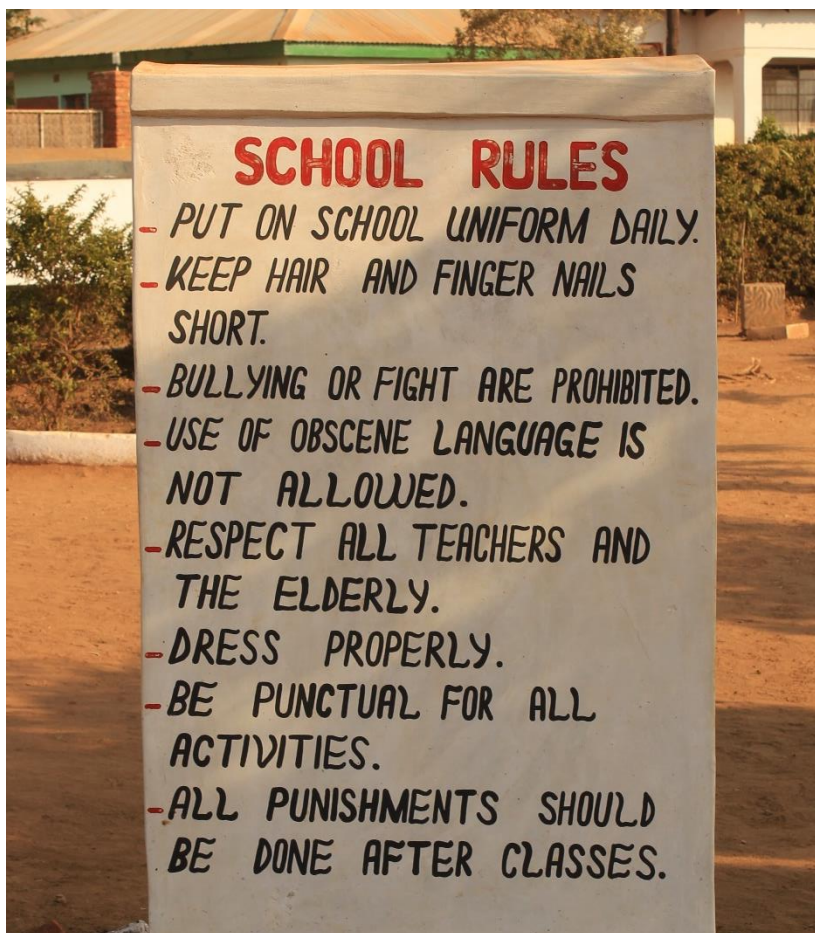 SCHOOL RULES
- PUT ON SCHOOL UNIFORM DAILY.
- KEEP HAIR AND FINGER NAILS
SHORT.
- BULLYING OR FIGHT ARE PROHIBITED.
- USE OF OBSCENE LANGUAGE IS
NOT ALLOWED.
- RESPECT ALL TEACHERS AND
THE ELDERLY.
- DRESS PROPERLY.
- BE PUNCTUAL FOR ALL
ACTIVITIES.
- ALL PUNISHMENTS SHOULD
BE DONE AFTER CLASSES.